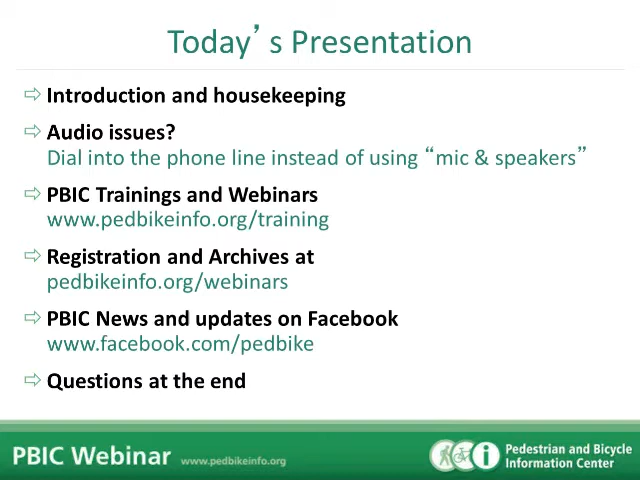 Today’s Presentation
⇨ Introduction and housekeeping
⇨ Audio issues?
Dial into the phone line instead of using “mic & speakers”
⇨ PBIC Trainings and Webinars
www.pedbikeinfo.org/training
⇨ Registration and Archives at
pedbikeinfo.org/webinars
⇨ PBIC News and updates on Facebook
www.facebook.com/pedbike
⇨ Questions at the end
PBIC Webinar www.pedbikeinfo.org
i Pedestrian and Bicycle
Information Center